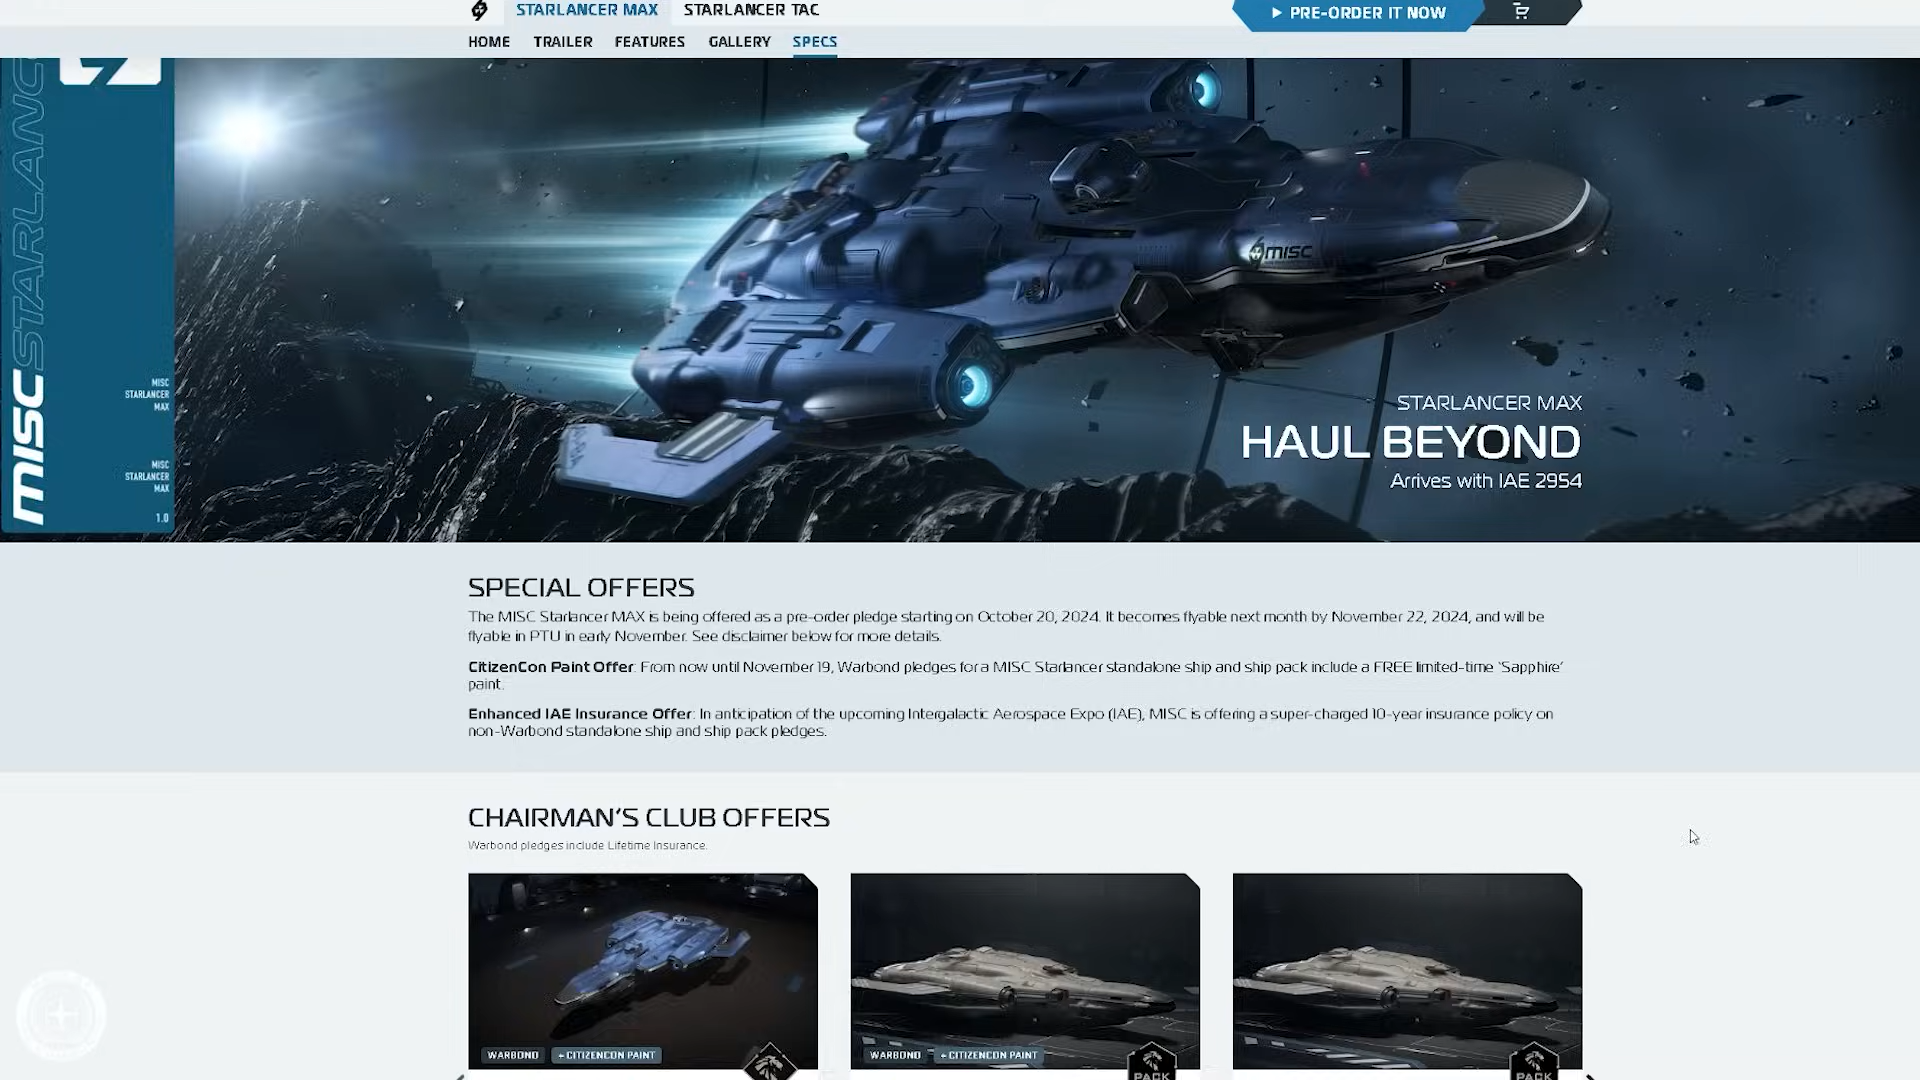 STARLANCER MAX STARLANCER TAC PRE-ORDER IT NOW
HOME TRAILER FEATURES GALLERY SPECS
MISC STARLANC
MISC
STARLANCER
MAX
MISC
STARLANCER
MAX
1.0
MISC
STARLANCER MAX
HAUL BEYOND
Arrives with IAE 2954
SPECIAL OFFERS
The MISC Starlancer MAX is being offered as a pre-order pledge starting on October 20, 2024. It becomes flyable next month by November 22, 2024, and will be
flyable in PTU in early November. See disclaimer below for more details.
CitizenCon Paint Offer: From now until November 19, Warbond pledges for a MISC Starlancer standalone ship and ship pack include a FREE limited-time ‘Sapphire’
paint.
Enhanced IAE Insurance Offer: In anticipation of the upcoming Intergalactic Aerospace Expo (IAE), MISC is offering a super-charged 10-year insurance policy on
non-Warbond standalone ship and ship pack pledges.
CHAIRMAN’S CLUB OFFERS
Warbond pledges include Lifetime Insurance.
WARBOND + CITIZENCON PAINT
WARBOND + CITIZENCON PAINT
PACK
PACK